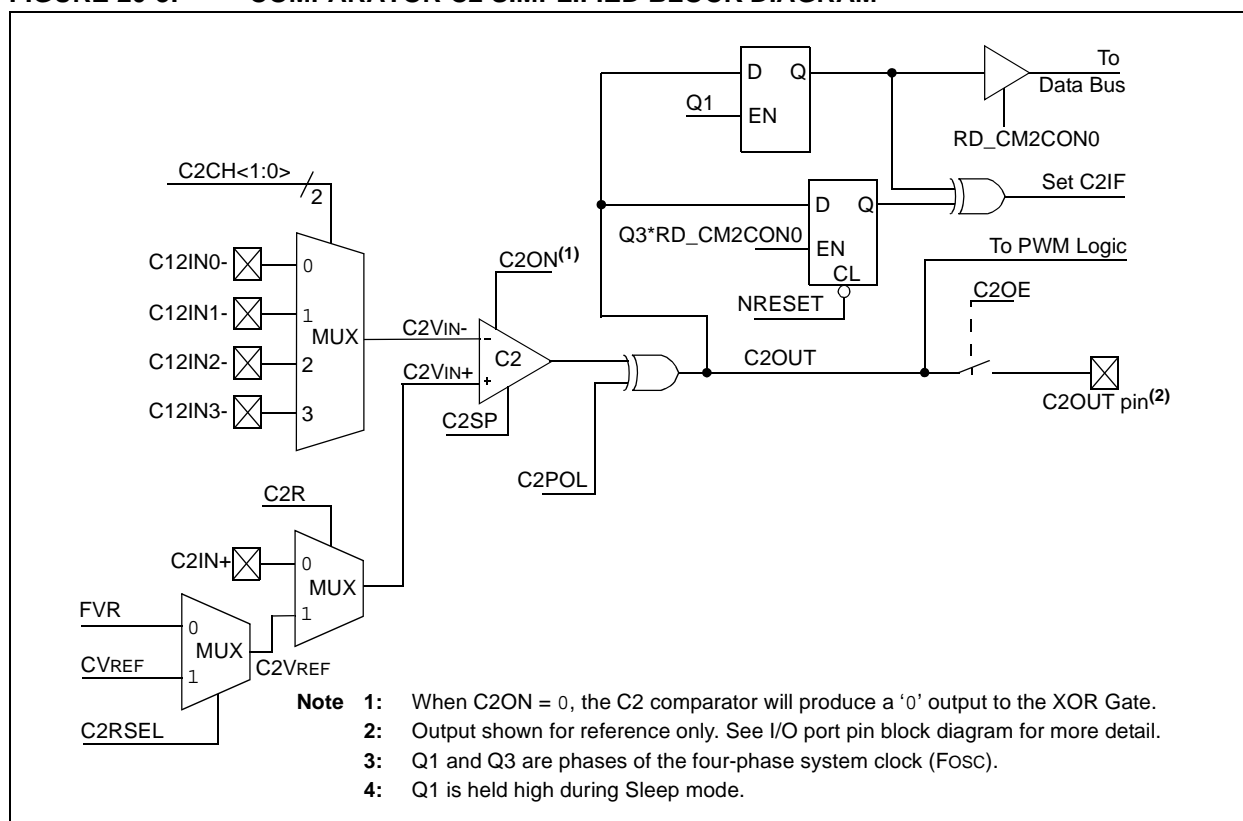 D Q
Q1
EN
To
Data Bus
RD_CM2CON0
C2CH<1:0>
2
D Q
Set C2IF
Q3*RD_CM2CON0
EN
CL
NRESET
To PWM Logic
C2OE
C12IN0-
0
C12IN1-
1
C12IN2-
2
C12IN3-
3
MUX
C2ON(1)
C2VIN-
-
C2
C2VIN+
+
C2SP
C2OUT
C2OUT pin(2)
C2POL
C2R
C2IN+
0
MUX
1
FVR
0
MUX
CVREF
1
C2VREF
C2RSEL
Note 1: When C2ON = 0, the C2 comparator will produce a ‘0’ output to the XOR Gate.
2: Output shown for reference only. See I/O port pin block diagram for more detail.
3: Q1 and Q3 are phases of the four-phase system clock (FOSC).
4: Q1 is held high during Sleep mode.